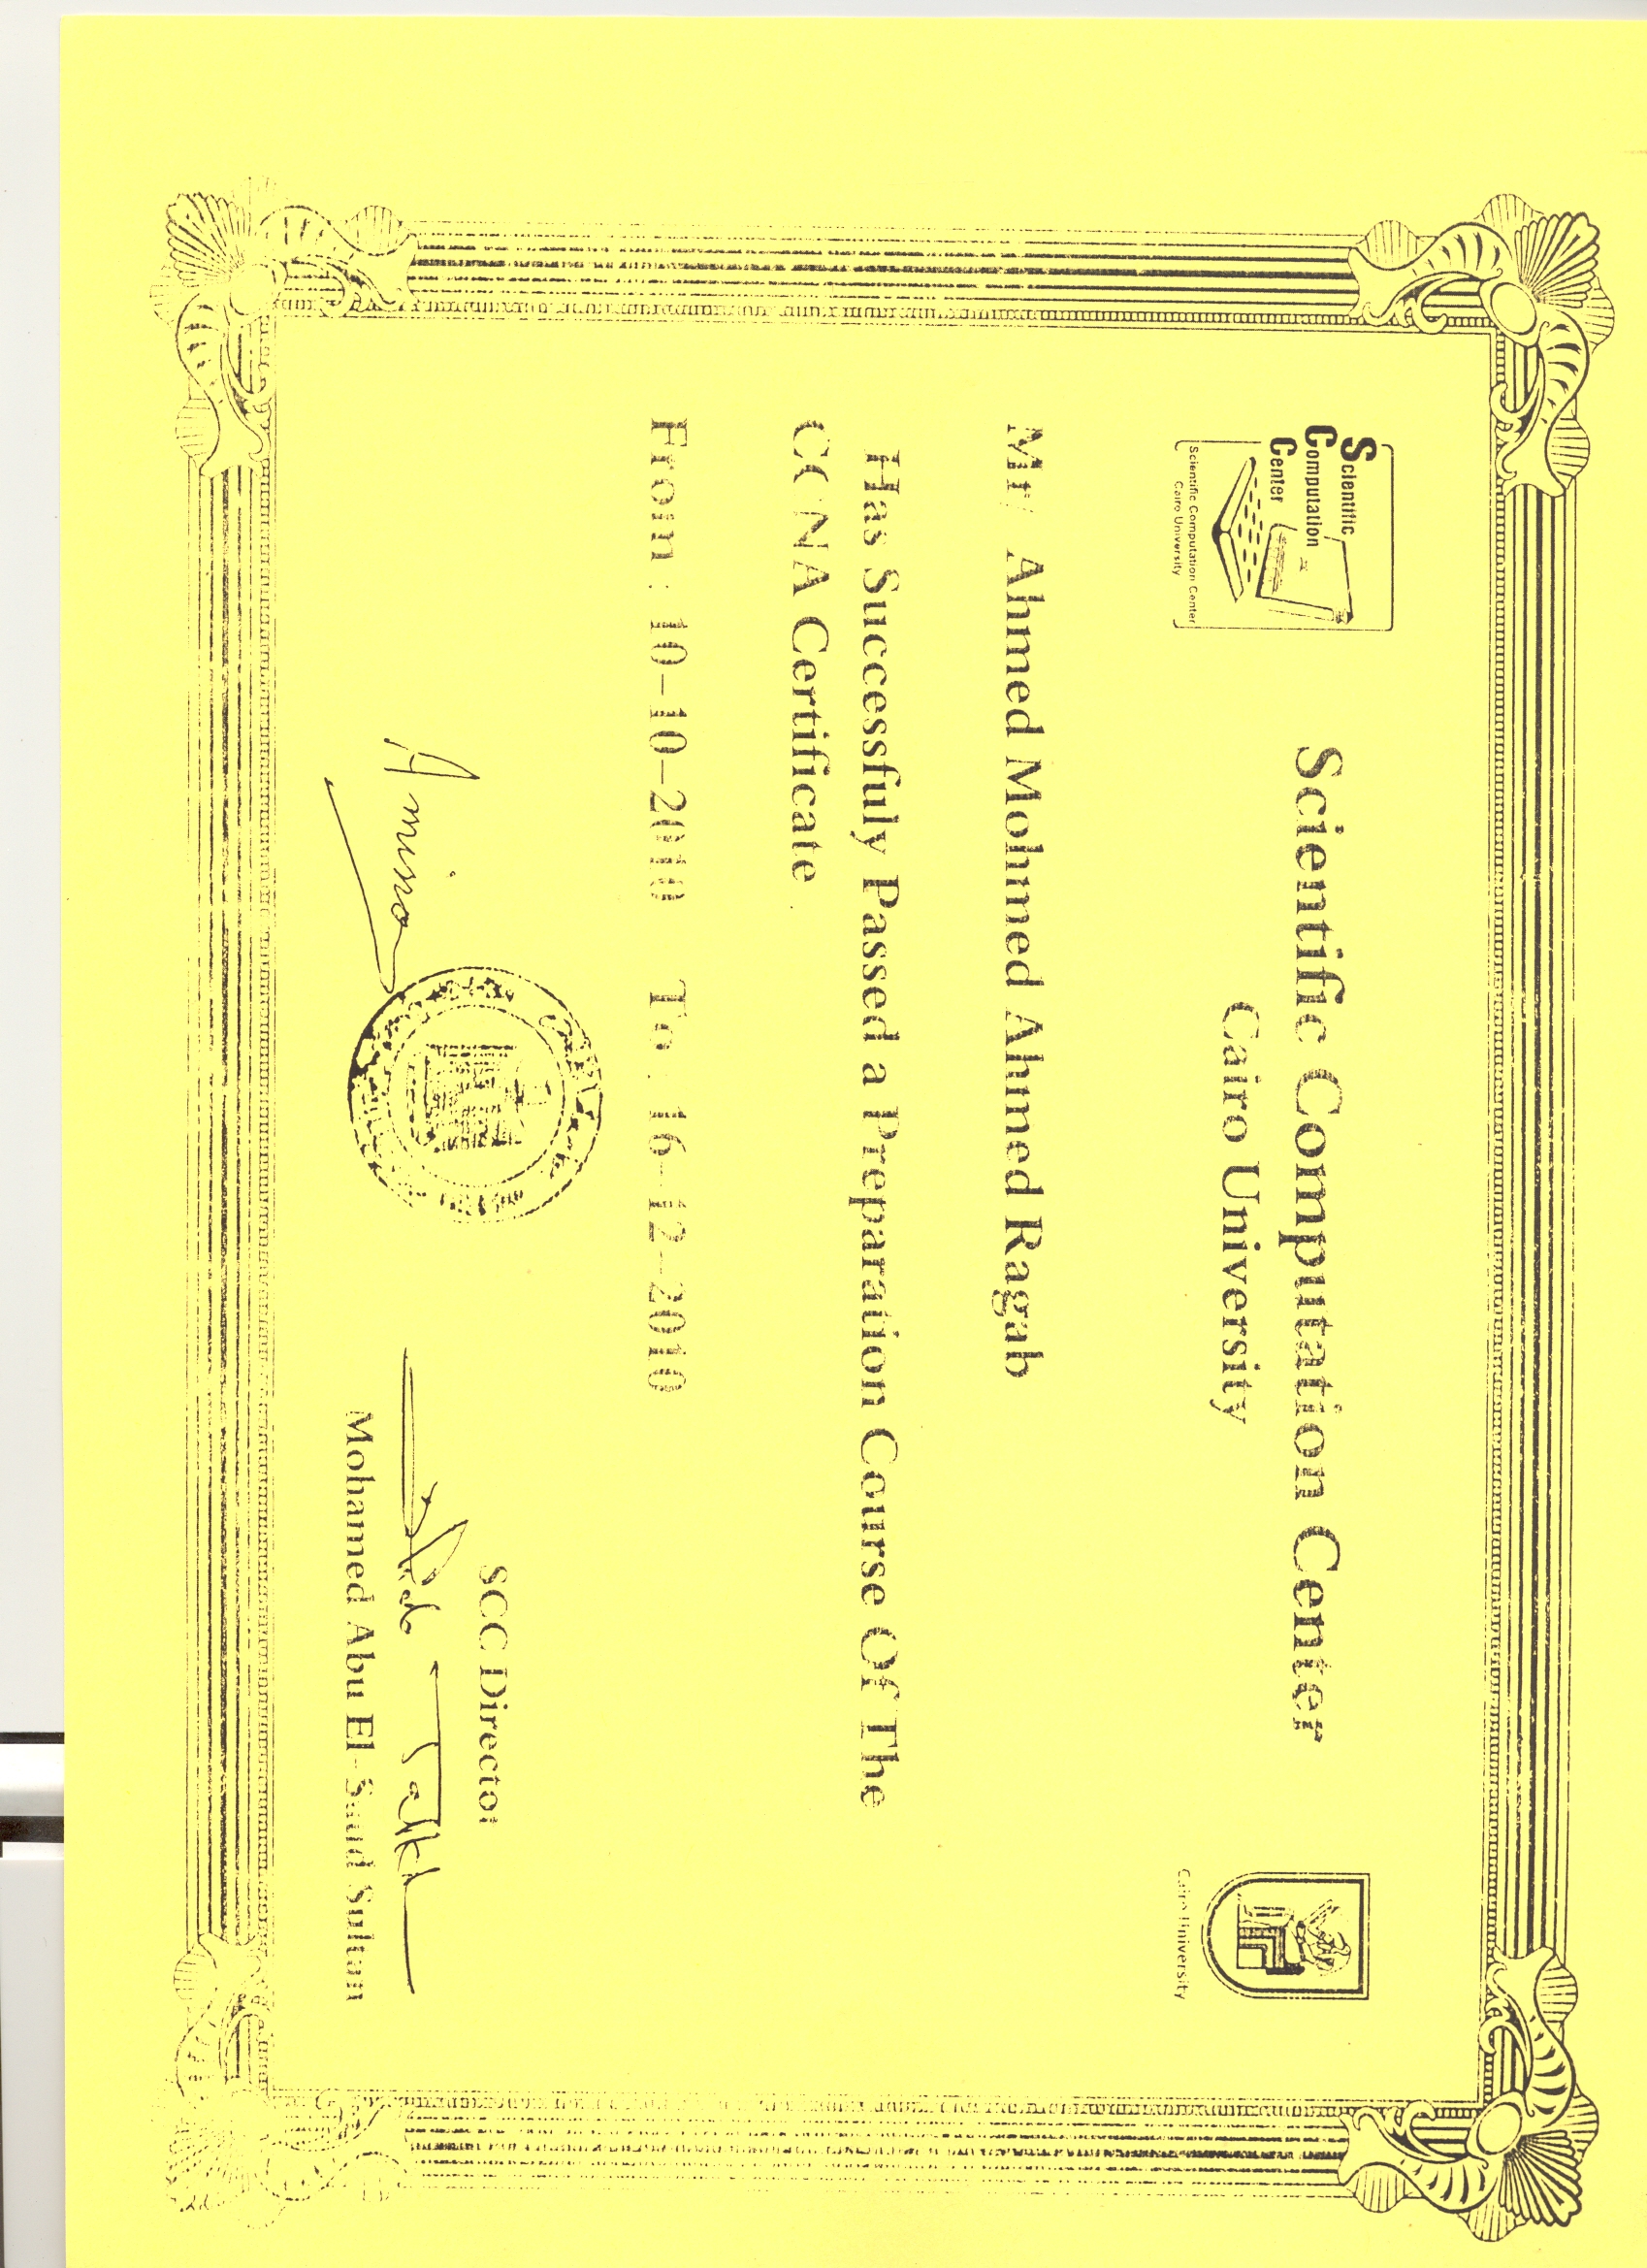 Scientific
Computation
Center
Scientific Computation Center
Cairo University
Scientific Computation Center
Cairo University
Cairo University
Mr/ Ahmed Mohmed Ahmed Ragab
Has Successfuly Passed a Preparation Course Of The
CCNA Certificate .
From : 10-10-2010 To : 16-12-2010
SCC Director
Amina
Mohamed Abu El-Saud Sultan